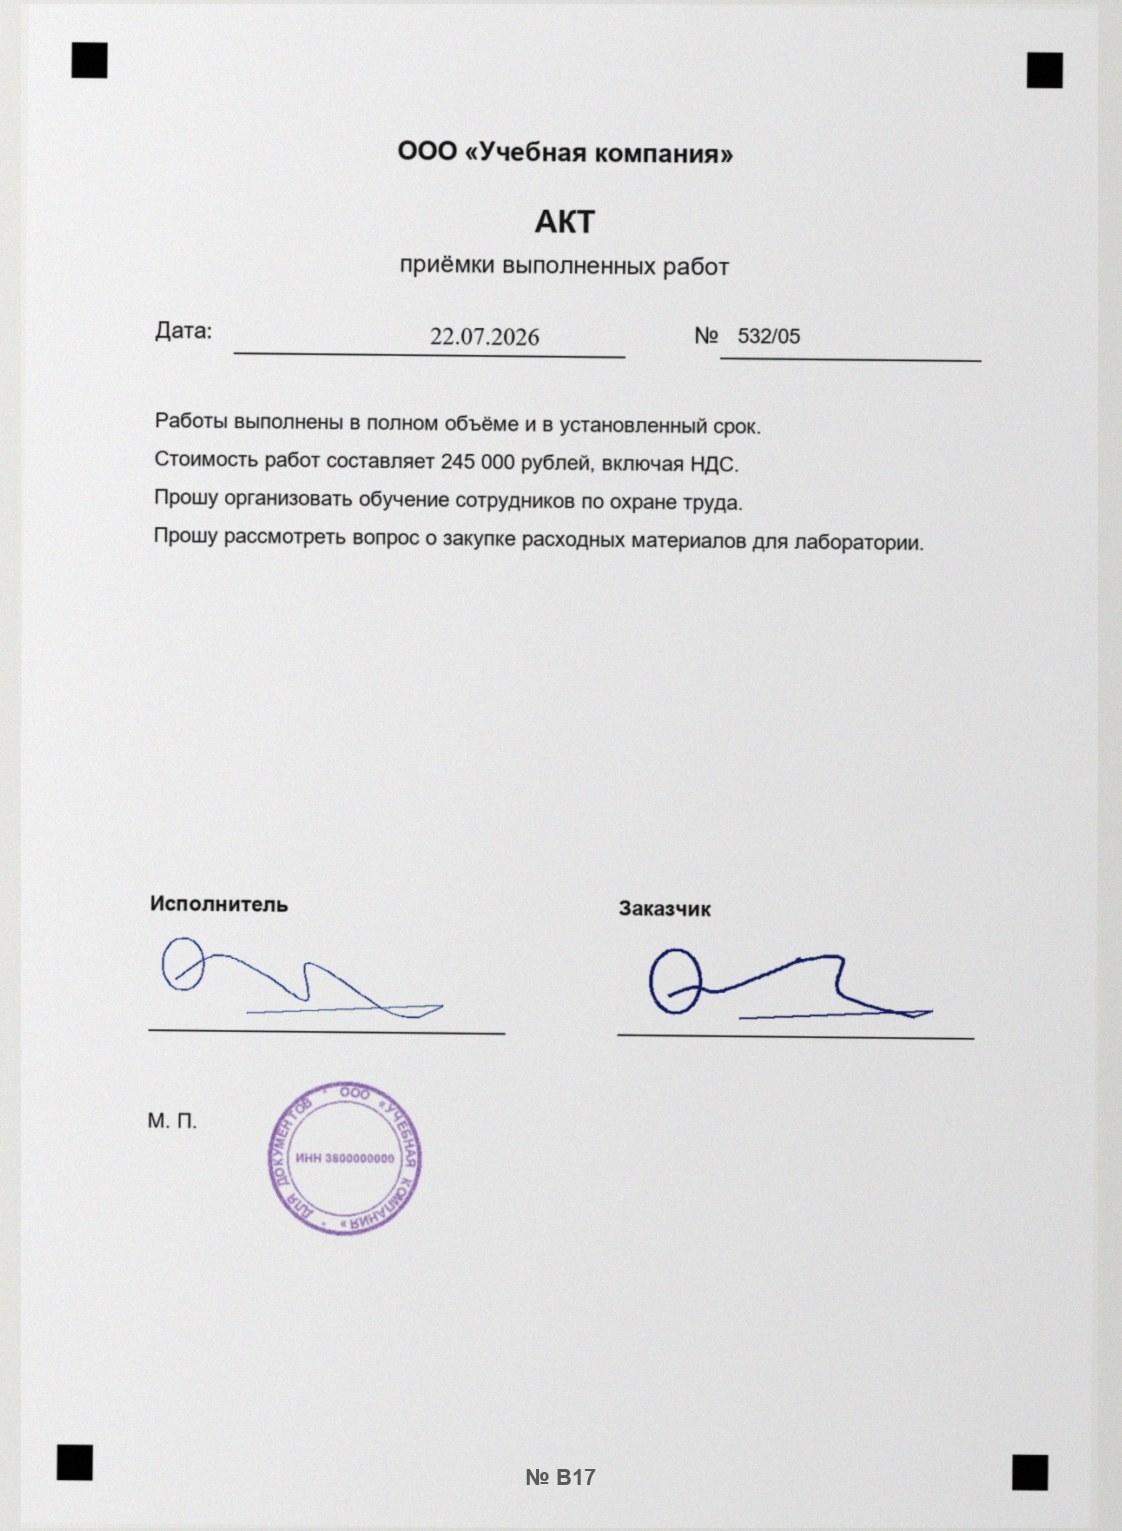 ООО «Учебная компания»
АКТ
приёмки выполненных работ
Дата: 22.07.2026 № 532/05
Работы выполнены в полном объёме и в установленный срок.
Стоимость работ составляет 245 000 рублей, включая НДС.
Прошу организовать обучение сотрудников по охране труда.
Прошу рассмотреть вопрос о закупке расходных материалов для лаборатории.
Исполнитель Заказчик
М. П.
ООО «УЧЕБНАЯ КОМПАНИЯ» * ДЛЯ ДОКУМЕНТОВ *
ИНН 3800000000
№ В17